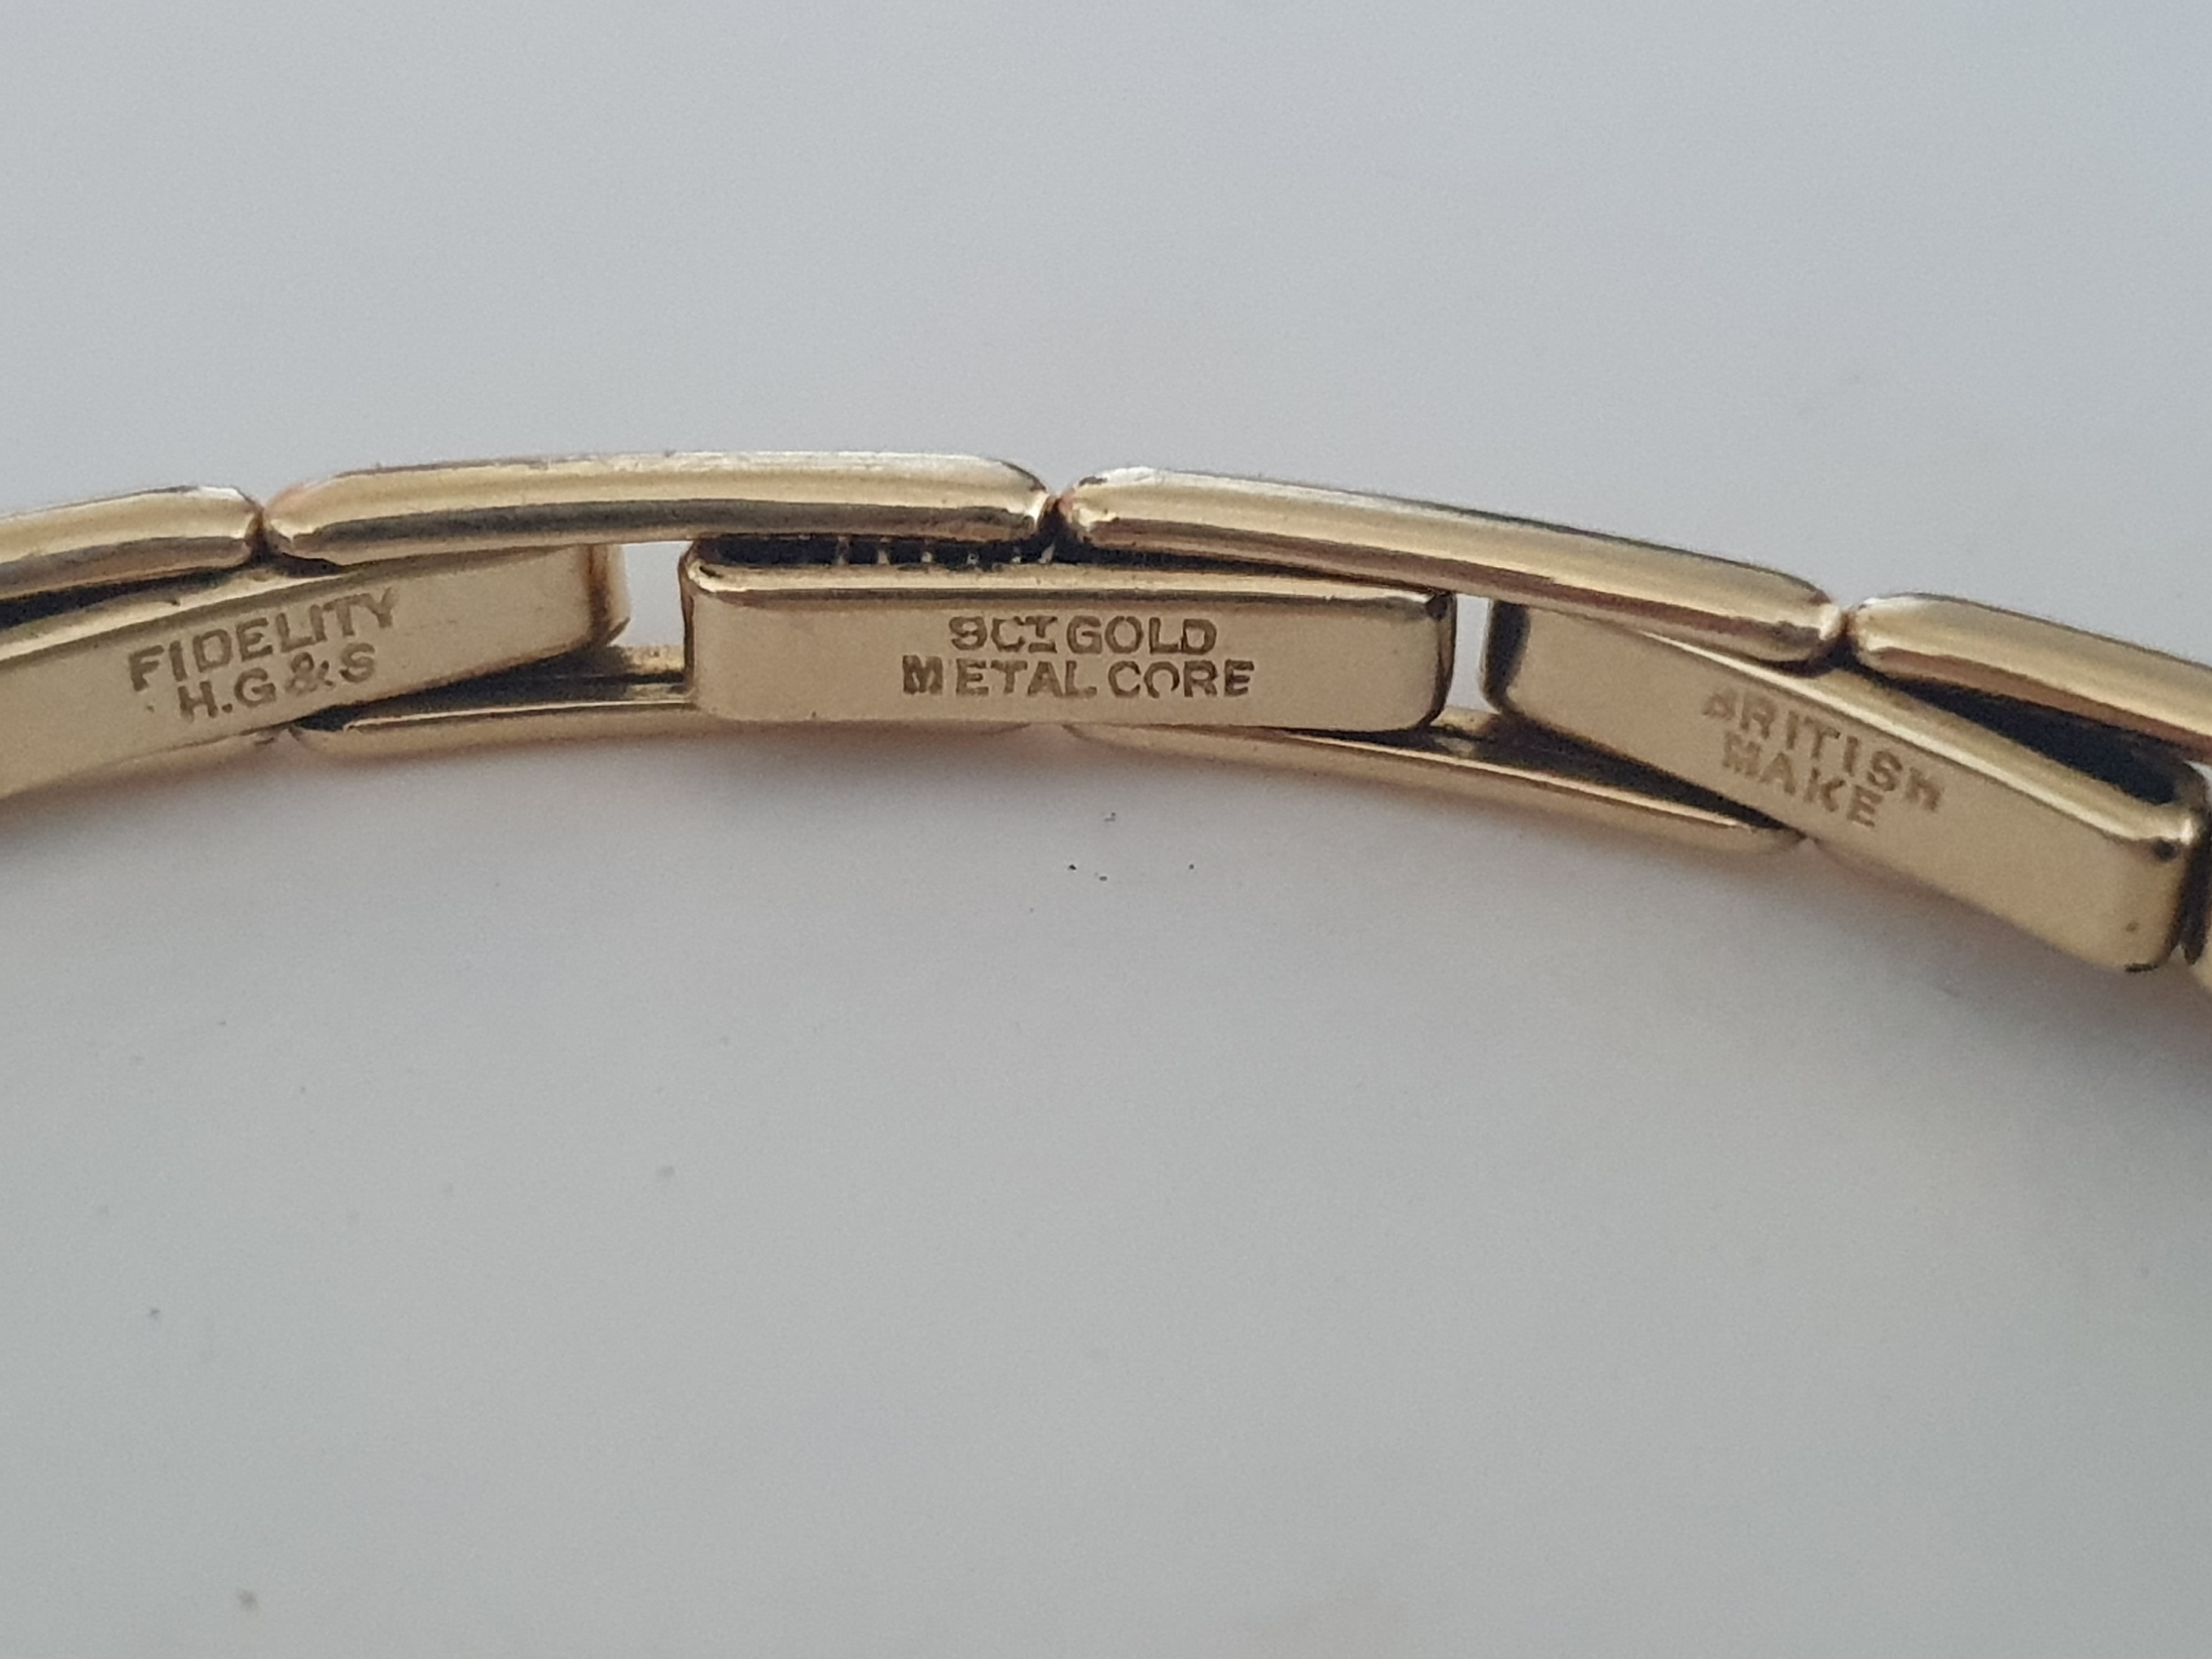 FIDELITY
H.G&S
9CT GOLD
METAL CORE
BRITISH
MAKE